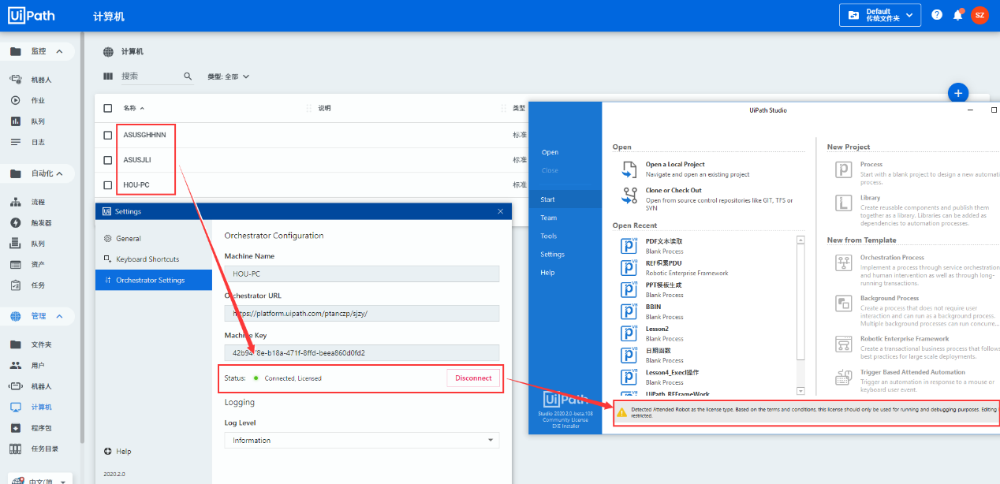 UiPath
计算机
Default
传统文件夹
SZ
监控
机器人
作业
队列
日志
自动化
流程
触发器
队列
资产
任务
管理
文件夹
用户
机器人
计算机
程序包
任务目录
中文(简
计算机
搜索
类型: 全部
名称
说明
类型
ASUSGHHNN
标准
ASUSJLI
标准
HOU-PC
标准
Settings
General
Keyboard Shortcuts
Orchestrator Settings
Help
2020.2.0
Orchestrator Configuration
Machine Name
HOU-PC
Orchestrator URL
https://platform.uipath.com/ptanczp/sjzy/
Machine Key
8e-b18a-471f-8ffd-beea860d0fd2
Status: Connected, Licensed
Disconnect
Logging
Log Level
Information
UiPath Studio
Open
Close
Start
Team
Tools
Settings
Help
UiPath
Studio 2020.2.0-beta.108
Community License
EXE Installer
Open
Open a Local Project
Navigate and open an existing project
Clone or Check Out
Open from source control repositories like GIT, TFS or
SVN
Open Recent
PDF文本读取
Blank Process
REF积累PDU
Robotic Enterprise Framework
PPT模板生成
Blank Process
BBIN
Blank Process
Lesson2
Blank Process
日期函数
Blank Process
Lesson4_Execl操作
Blank Process
UiPath_REFrameWork
New Project
Process
Start with a blank project to design a new automati
process.
Library
Create reusable components and publish them
together as a library. Libraries can be added as
dependencies to automation processes.
New from Template
Orchestration Process
Implement a process through service orchestration
and human intervention as well as through long-
running transactions.
Background Process
Create a process that does not require user
interaction and can run as a background process.
Multiple background processes can run concurre...
Robotic Enterprise Framework
Create a transactional business process that follows
best practices for large scale deployments.
Trigger Based Attended Automation
Trigger an automation in response to a mouse or
keyboard user event.
Detected Attended Robot as the license type. Based on the terms and conditions, this license should only be used for running and debugging purposes. Editing
restricted.